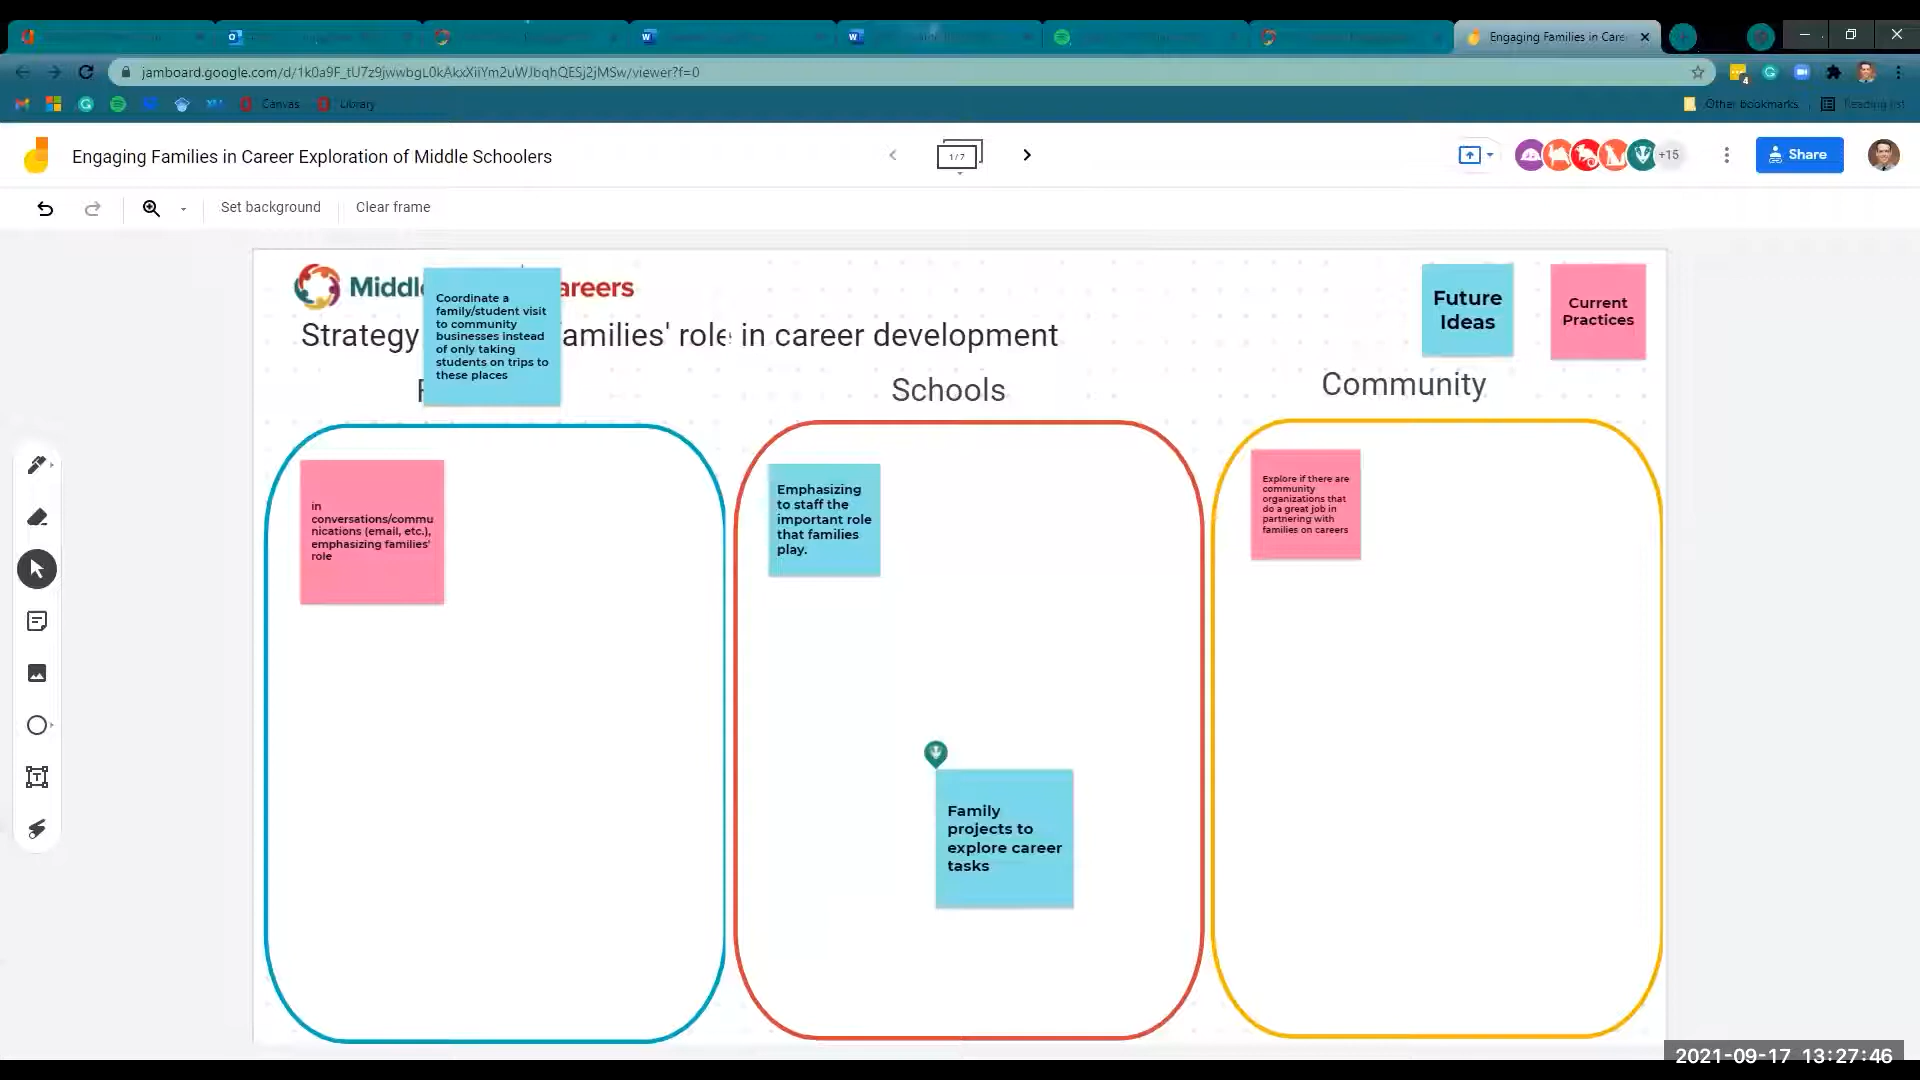 Engaging Families in Care
jamboard.google.com/d/1k0a9F_tU7z9jwwbgL0kAkxXiiYm2uWJbqhQESj2jMSw/viewer?f=0
Canvas
Library
Other bookmarks
Reading list
Engaging Families in Career Exploration of Middle Schoolers
1/7
+15
Share
Set background
Clear frame
Coordinate a
family/student visit
to community
businesses instead
of only taking
students on trips to
these places
Strategy
families' role in career development
Future
Ideas
Current
Practices
Schools
Community
in
conversations/commu
nications (email, etc.),
emphasizing families'
role
Emphasizing
to staff the
important role
that families
play.
Explore if there are
community
organizations that
do a great job in
partnering with
families on careers
Family
projects to
explore career
tasks
2021-09-17 13:27:46